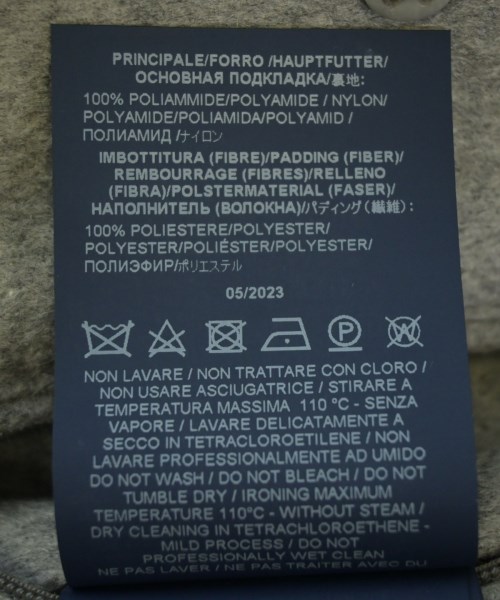 PRINCIPALE/FORRO /HAUPTFUTTER/
ОСНОВНАЯ ПОДКЛАДКА/裏地:
100% POLIAMMIDE/POLYAMIDE / NYLON/
POLYAMIDE/POLIAMIDA/POLYAMID /
ПОЛИАМИД /ナイロン
IMBOTTITURA (FIBRE)/PADDING (FIBER)/
REMBOURRAGE (FIBRES)/RELLENO
(FIBRA)/POLSTERMATERIAL (FASER)/
НАПОЛНИТЕЛЬ (ВОЛОКНА)/パディング(繊維):
100% POLIESTERE/POLYESTER/
POLYESTER/POLIÉSTER/POLYESTER/
ПОЛИЭФИР/ポリエステル
05/2023
P W
NON LAVARE / NON TRATTARE CON CLORO /
NON USARE ASCIUGATRICE / STIRARE A
TEMPERATURA MASSIMA 110 °C - SENZA
VAPORE / LAVARE DELICATAMENTE A
SECCO IN TETRACLOROETILENE / NON
LAVARE PROFESSIONALMENTE AD UMIDO
DO NOT WASH / DO NOT BLEACH / DO NOT
TUMBLE DRY / IRONING MAXIMUM
TEMPERATURE 110°C - WITHOUT STEAM /
DRY CLEANING IN TETRACHLOROETHENE -
MILD PROCESS / DO NOT
PROFESSIONALLY WET CLEAN
NE PAS LAVER / NE PAS TRAITER AVEC DU